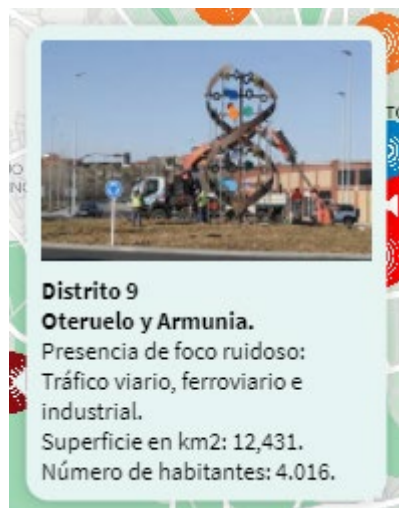 Distrito 9
Oteruelo y Armunia.
Presencia de foco ruidoso:
Tráfico viario, ferroviario e
industrial.
Superficie en km2: 12,431.
Número de habitantes: 4.016.